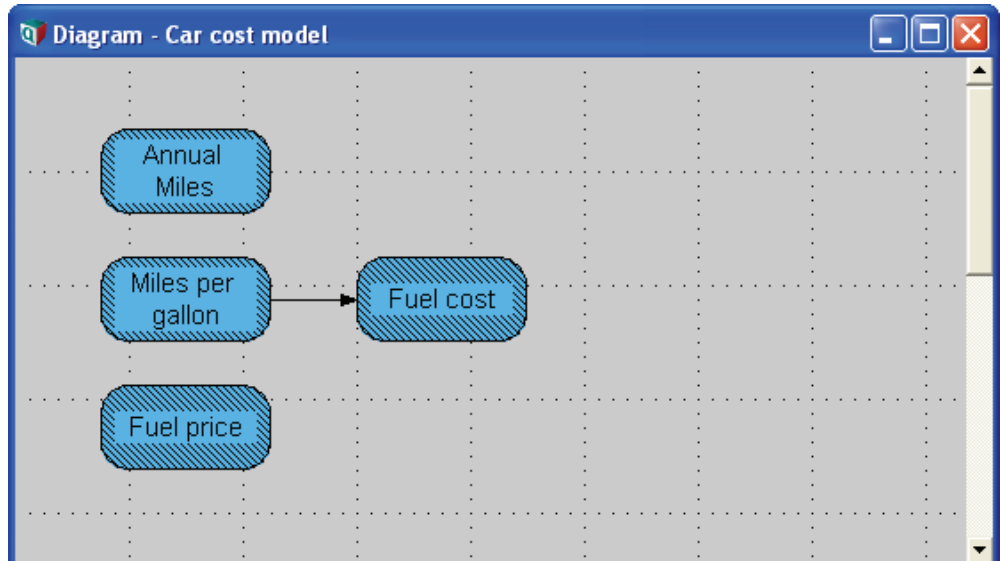 Diagram - Car cost model
Annual
Miles
Miles per
gallon
Fuel cost
Fuel price